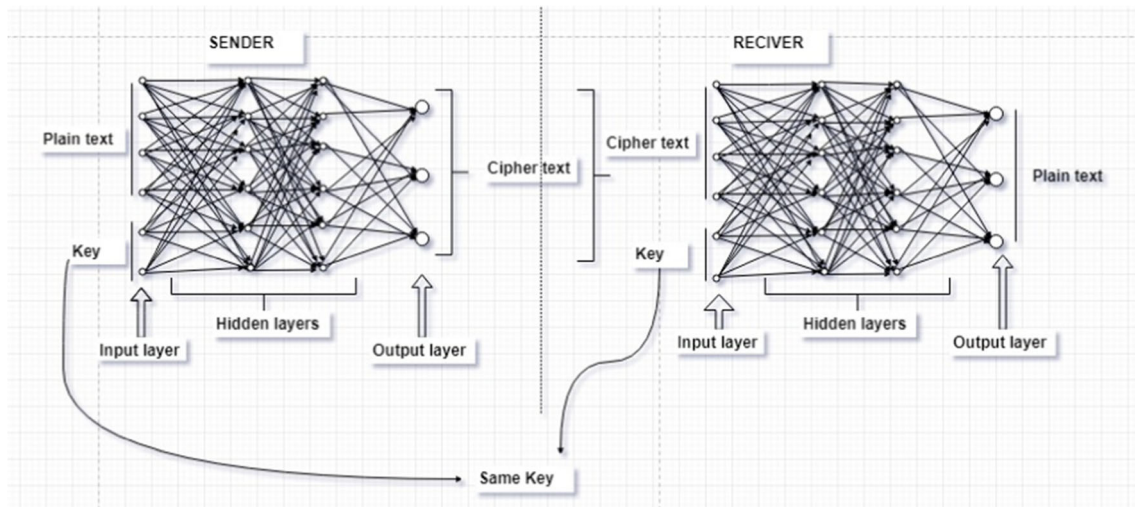 SENDER
Plain text
Key
Input layer
Hidden layers
Output layer
Cipher text
RECIVER
Cipher text
Key
Input layer
Hidden layers
Output layer
Plain text
Same Key